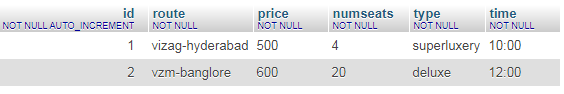 id route price numseats type time
NOT NULL AUTO_INCREMENT NOT NULL NOT NULL NOT NULL NOT NULL NOT NULL
1 vizag-hyderabad 500 4 superluxery 10:00
2 vzm-banglore 600 20 deluxe 12:00